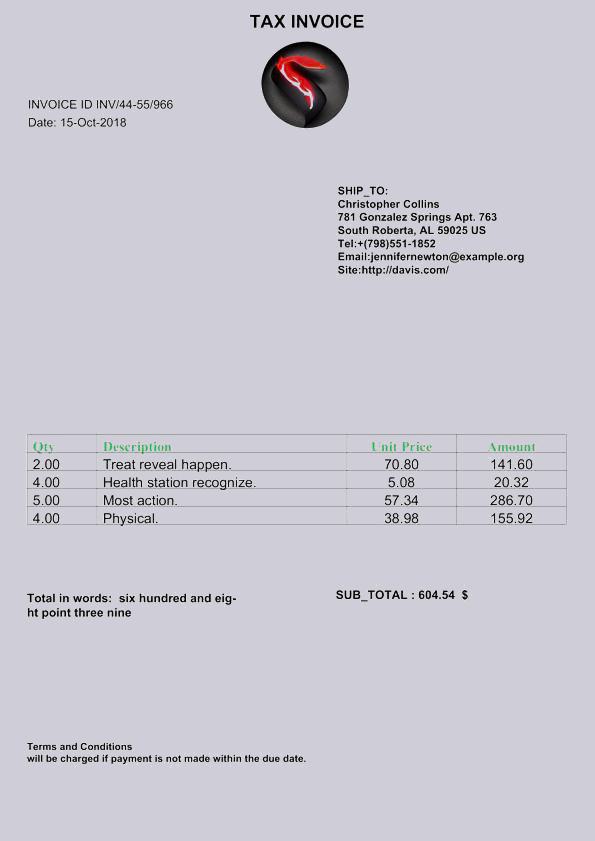 TAX INVOICE
INVOICE ID INV/44-55/966
Date: 15-Oct-2018
SHIP_TO:
Christopher Collins
781 Gonzalez Springs Apt. 763
South Roberta, AL 59025 US
Tel:+(798)551-1852
Email:jennifernewton@example.org
Site:http://davis.com/
Qty Description Unit Price Amount
2.00 Treat reveal happen. 70.80 141.60
4.00 Health station recognize. 5.08 20.32
5.00 Most action. 57.34 286.70
4.00 Physical. 38.98 155.92
Total in words: six hundred and eig-
ht point three nine
SUB_TOTAL : 604.54 $
Terms and Conditions
will be charged if payment is not made within the due date.